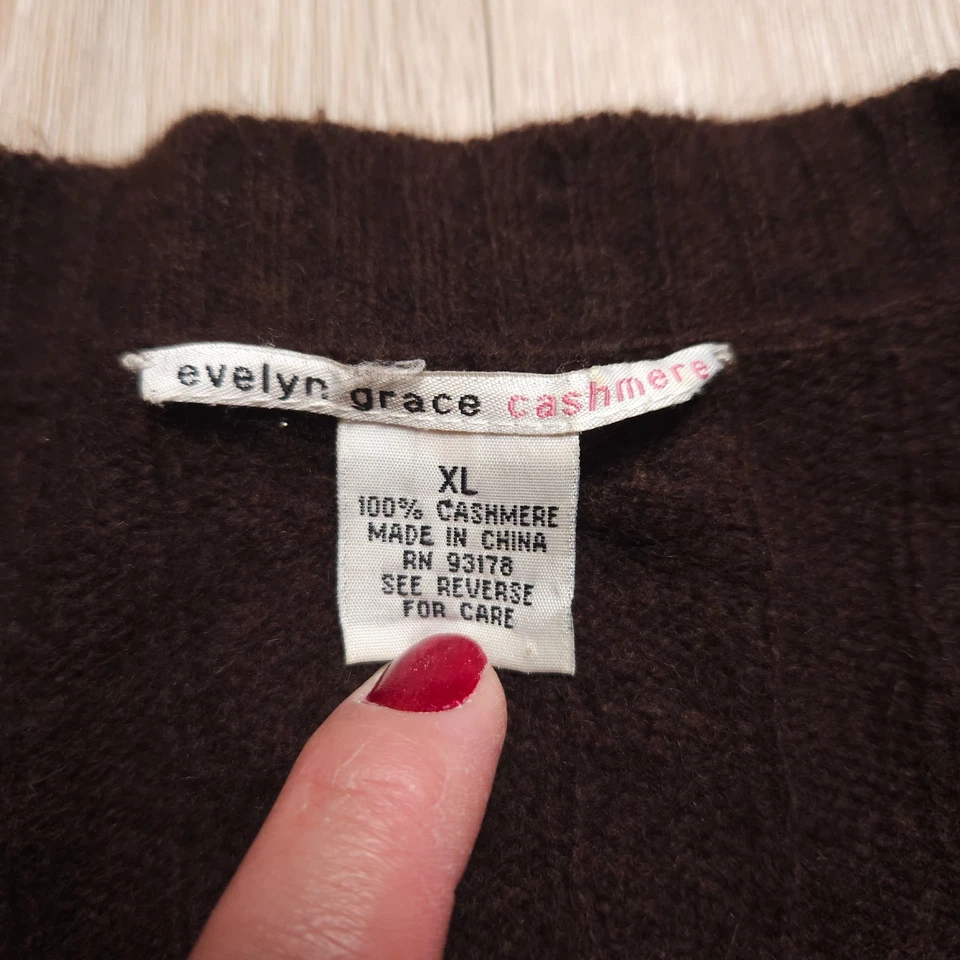 evelyn grace cashmere
XL
100% CASHMERE
MADE IN CHINA
RN 93178
SEE REVERSE
FOR CARE